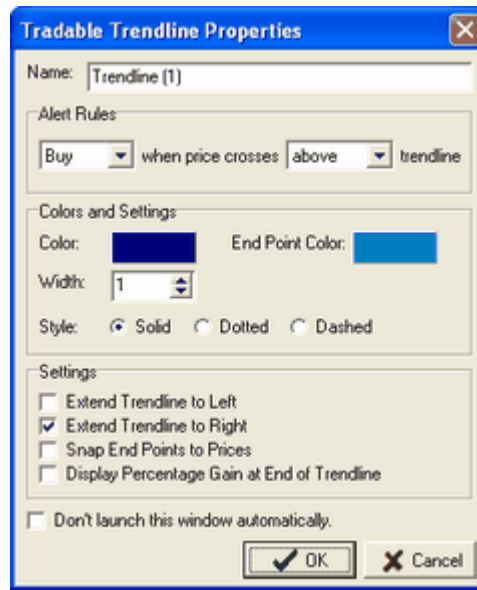 Tradable Trendline Properties
Name: Trendline (1)
Alert Rules
Buy when price crosses above trendline
Colors and Settings
Color: End Point Color:
Width: 1
Style: Solid Dotted Dashed
Settings
Extend Trendline to Left
Extend Trendline to Right
Snap End Points to Prices
Display Percentage Gain at End of Trendline
Don't launch this window automatically.
OK Cancel